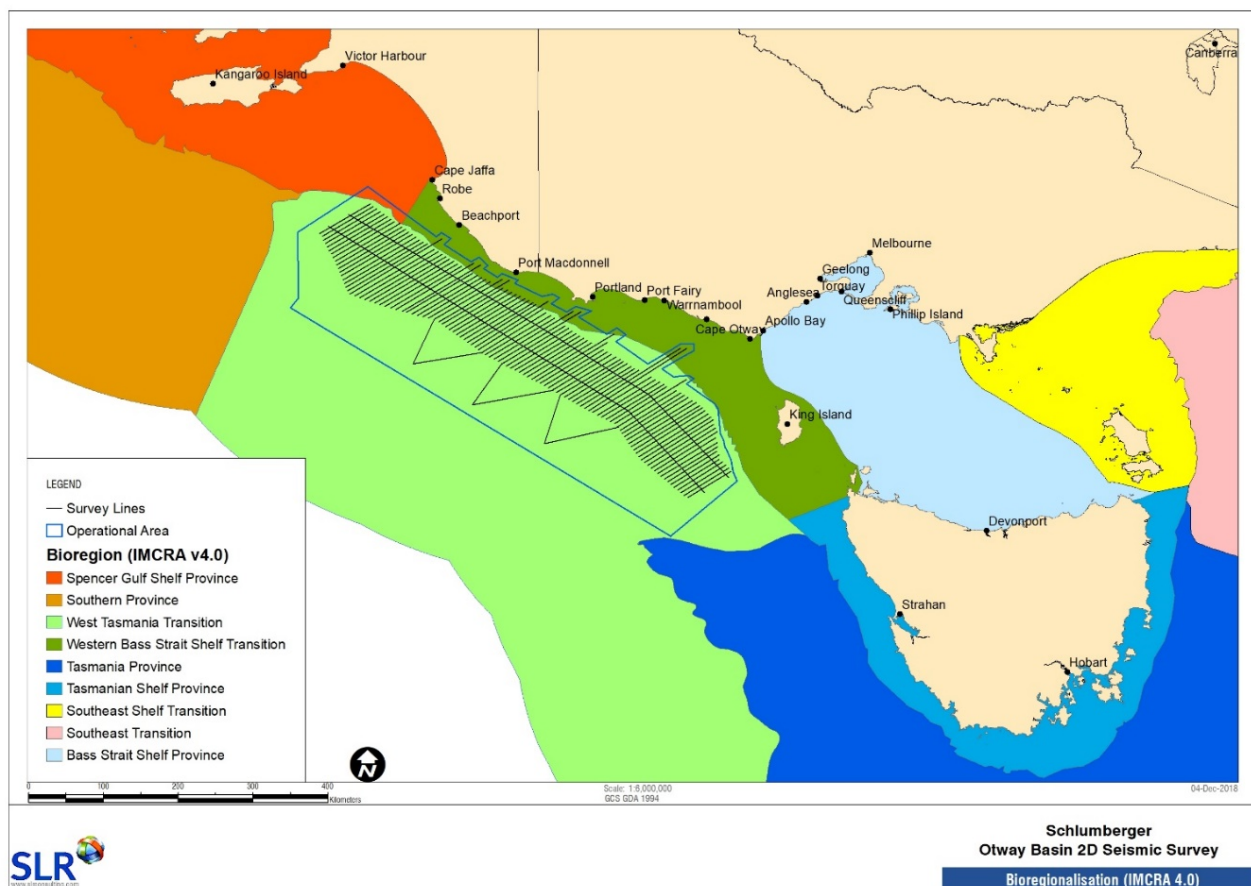 Victor Harbour
Kangaroo Island
Canberra
Cape Jaffa
Robe
Beachport
Port Macdonnell
Portland
Port Fairy
Warrnambool
Cape Otway
Apollo Bay
Anglesea
Torquay
Geelong
Melbourne
Queenscliff
Phillip Island
King Island
Devonport
Strahan
Hobart
LEGEND
Survey Lines
Operational Area
Bioregion (IMCRA v4.0)
Spencer Gulf Shelf Province
Southern Province
West Tasmania Transition
Western Bass Strait Shelf Transition
Tasmania Province
Tasmanian Shelf Province
Southeast Shelf Transition
Southeast Transition
Bass Strait Shelf Province
N
0 100 200 300 400
Kilometers
Scale: 1:6,000,000
GCS GDA 1994
04-Dec-2018
SLR
www.slrconsulting.com
Schlumberger
Otway Basin 2D Seismic Survey
Bioregionalisation (IMCRA 4.0)